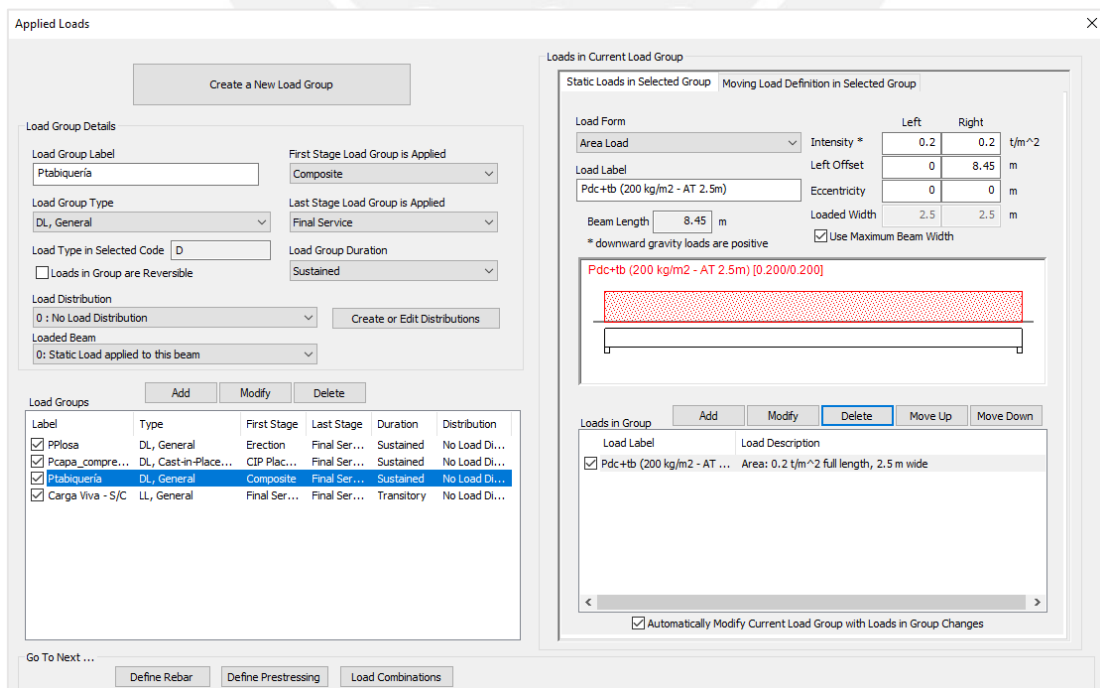 Applied Loads
Create a New Load Group
Load Group Details
Load Group Label
First Stage Load Group is Applied
Ptabiquería
Composite
Load Group Type
Last Stage Load Group is Applied
DL, General
Final Service
Load Type in Selected Code D
Load Group Duration
Loads in Group are Reversible
Sustained
Load Distribution
0 : No Load Distribution
Create or Edit Distributions
Loaded Beam
0: Static Load applied to this beam
Load Groups
Add Modify Delete
Label Type First Stage Last Stage Duration Distribution
PPlosa DL, General Erection Final Ser... Sustained No Load Di...
Pcapa_compre... DL, Cast-in-Place... CIP Plac... Final Ser... Sustained No Load Di...
Ptabiquería DL, General Composite Final Ser... Sustained No Load Di...
Carga Viva - S/C LL, General Final Ser... Final Ser... Transitory No Load Di...
Go To Next ...
Define Rebar Define Prestressing Load Combinations
Loads in Current Load Group
Static Loads in Selected Group Moving Load Definition in Selected Group
Load Form
Left Right
Area Load
Intensity * 0.2 0.2 t/m^2
Load Label
Left Offset 0 8.45 m
Pdc+tb (200 kg/m2 - AT 2.5m)
Eccentricity 0 0 m
Beam Length 8.45 m
Loaded Width 2.5 2.5 m
* downward gravity loads are positive
Use Maximum Beam Width
Pdc+tb (200 kg/m2 - AT 2.5m) [0.200/0.200]
Loads in Group
Add Modify Delete Move Up Move Down
Load Label Load Description
Pdc+tb (200 kg/m2 - AT ... Area: 0.2 t/m^2 full length, 2.5 m wide
Automatically Modify Current Load Group with Loads in Group Changes